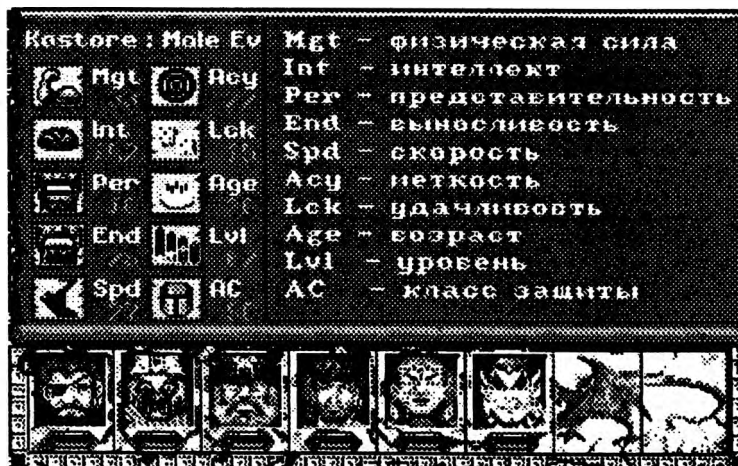 Kastore : Male Ev
Mgt Acy
Int Lck
Per Age
End Lvl
Spd AC
Mgt – физическая сила
Int – интеллект
Per – представительность
End – выносливость
Spd – скорость
Acy – меткость
Lck – удачливовть
Age – возраст
Lvl – уровень
AC – класс защиты